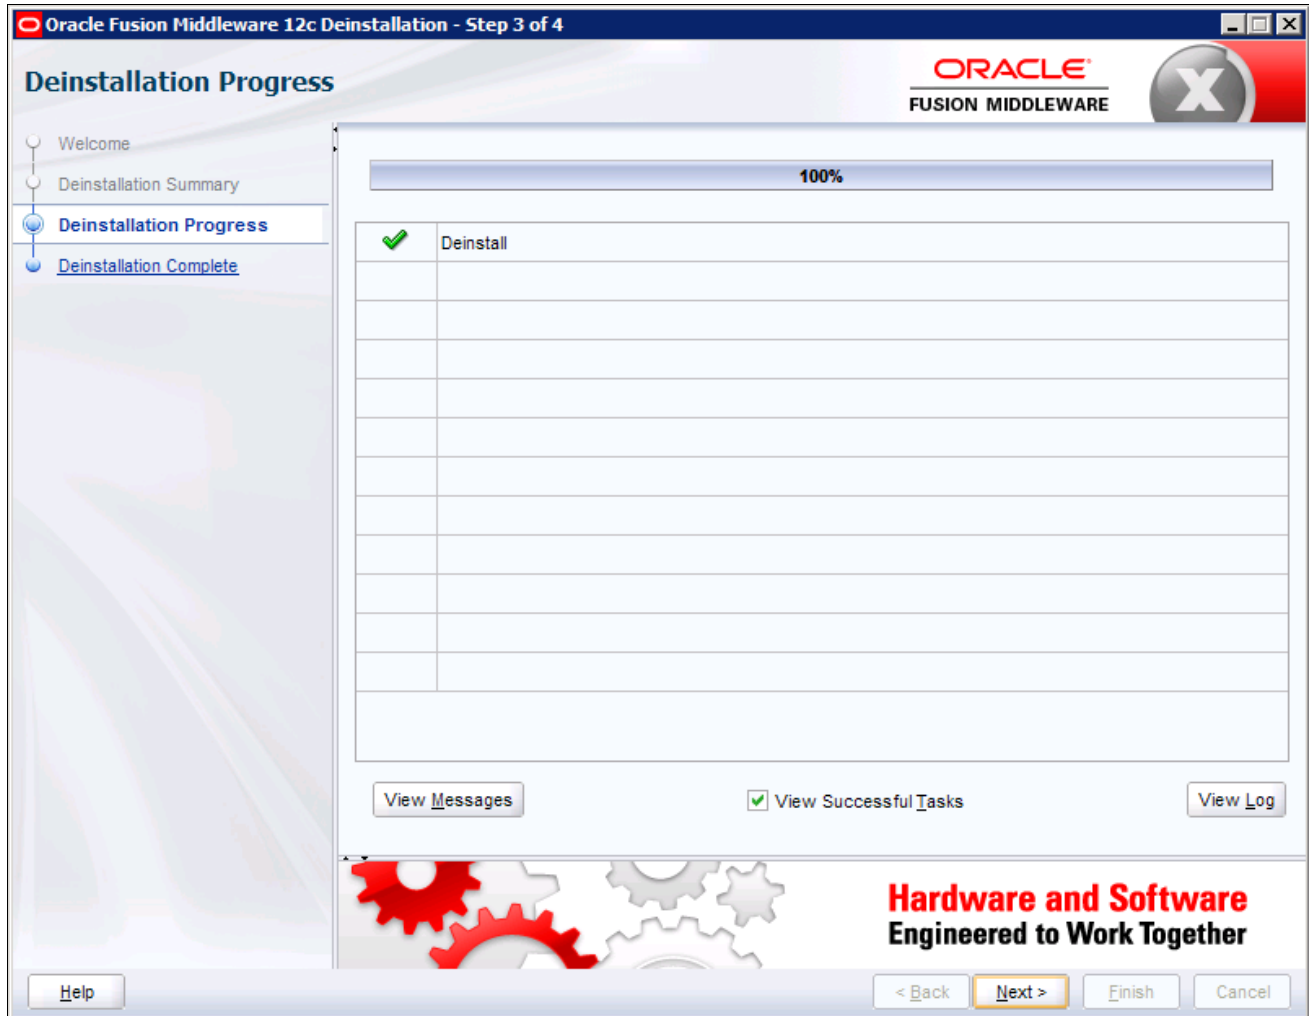 Oracle Fusion Middleware 12c Deinstallation - Step 3 of 4
Deinstallation Progress
ORACLE®
FUSION MIDDLEWARE
X
Welcome
Deinstallation Summary
Deinstallation Progress
Deinstallation Complete
100%
Deinstall
View Messages
View Successful Tasks
View Log
Hardware and Software
Engineered to Work Together
Help
< Back
Next >
Finish
Cancel